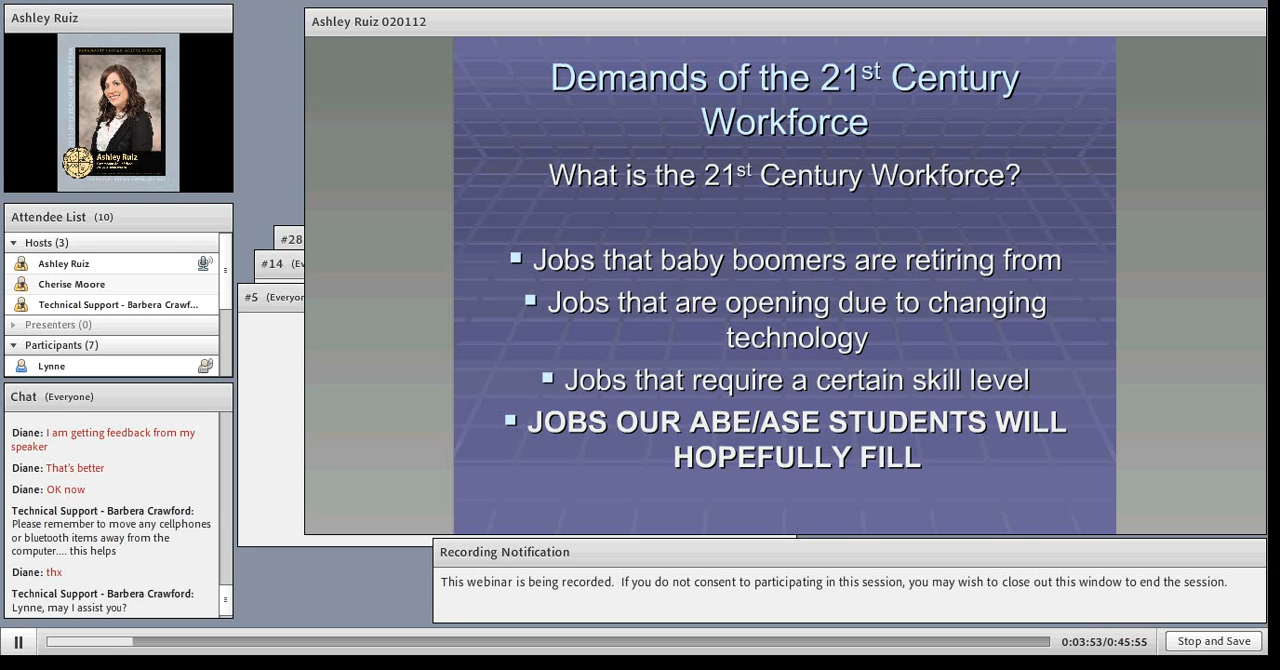 Ashley Ruiz
Ashley Ruiz
Attendee List (10)
Hosts (3)
Ashley Ruiz
Cherise Moore
Technical Support - Barbera Crawf...
Presenters (0)
Participants (7)
Lynne
Chat (Everyone)
Diane: I am getting feedback from my
speaker
Diane: That's better
Diane: OK now
Technical Support - Barbera Crawford:
Please remember to move any cellphones
or bluetooth items away from the
computer.... this helps
Diane: thx
Technical Support - Barbera Crawford:
Lynne, may I assist you?
#28
#14 (Ev
#5 (Everyon
Ashley Ruiz 020112
Demands of the 21st Century
Workforce
What is the 21st Century Workforce?
Jobs that baby boomers are retiring from
Jobs that are opening due to changing
technology
Jobs that require a certain skill level
JOBS OUR ABE/ASE STUDENTS WILL
HOPEFULLY FILL
Recording Notification
This webinar is being recorded. If you do not consent to participating in this session, you may wish to close out this window to end the session.
0:03:53/0:45:55
Stop and Save